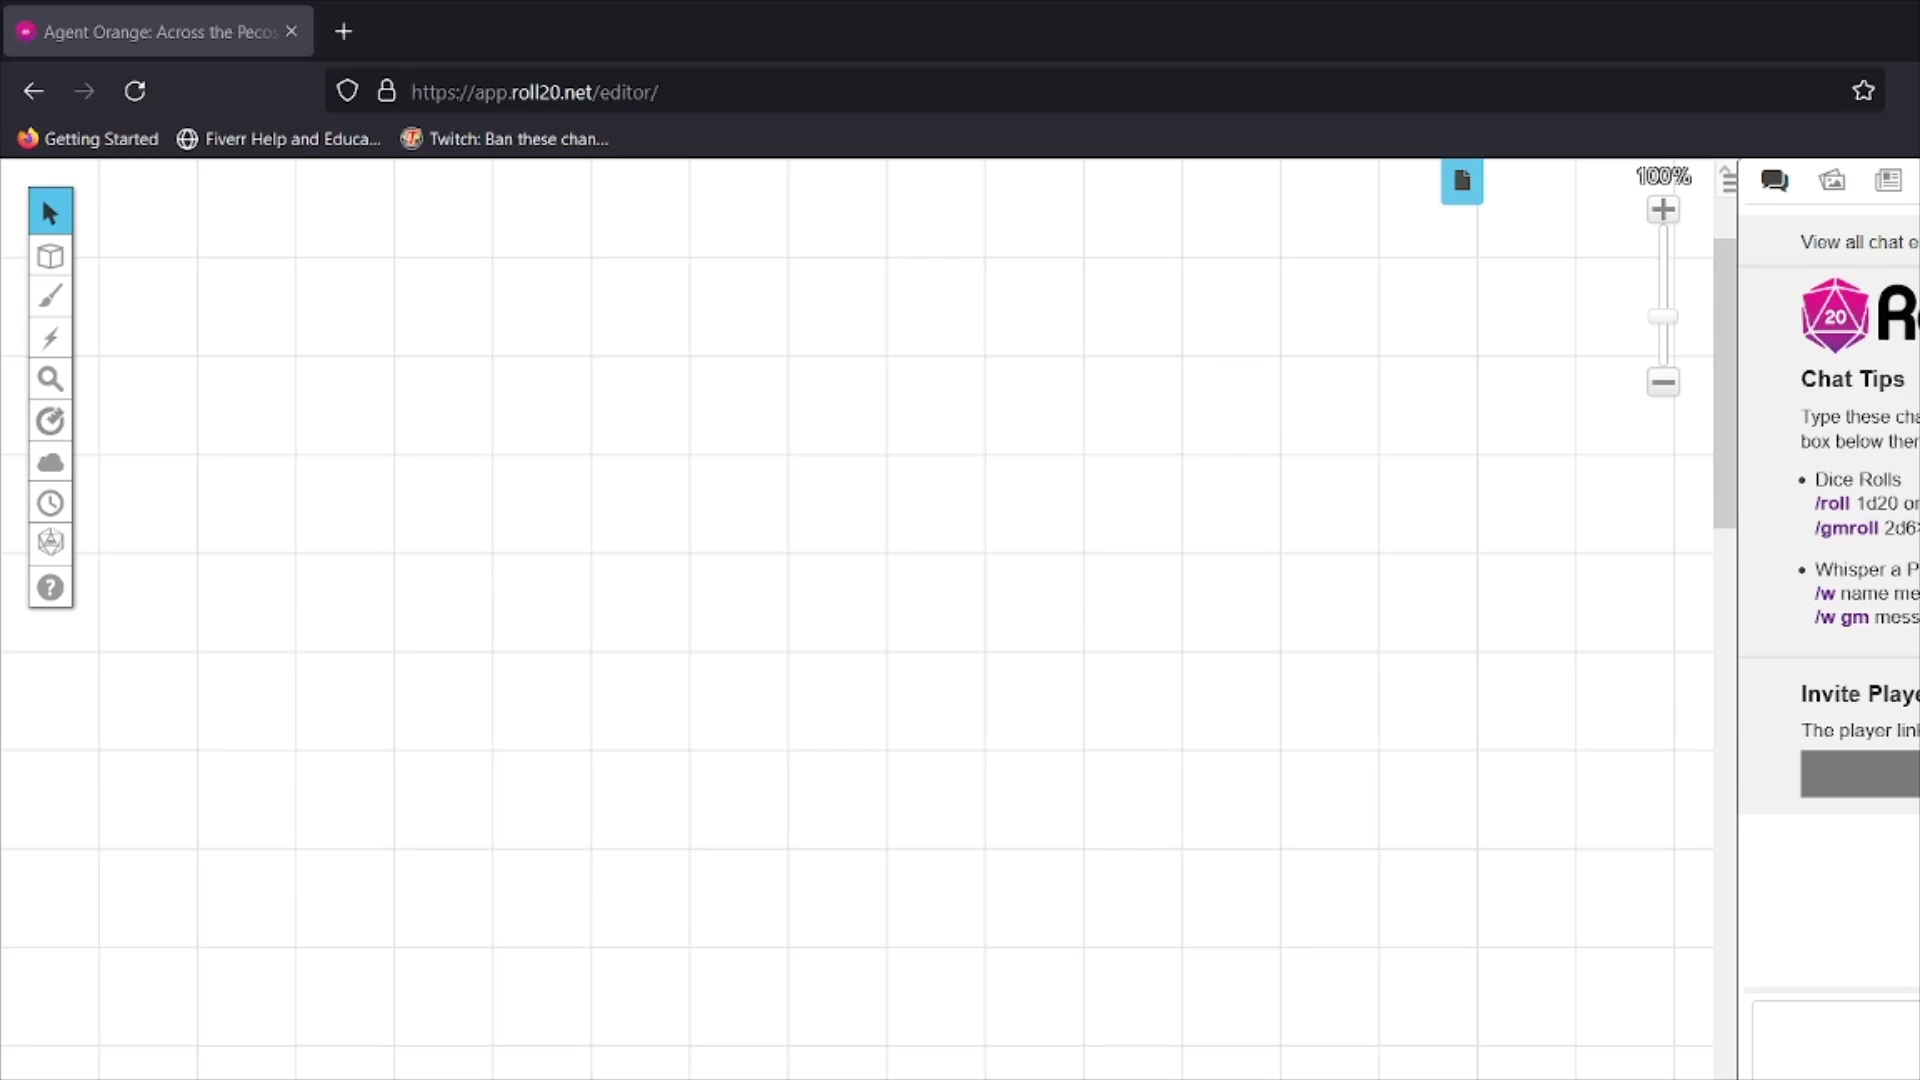 Agent Orange: Across the Pecos
https://app.roll20.net/editor/
Getting Started
Fiverr Help and Educa...
Twitch: Ban these chan...
100%
View all chat
20
Chat Tips
Type these
box below
Dice Rolls
/roll 1d20 or
/gmroll 2d6
Whisper a
/w name
/w gm
Invite
The player
?